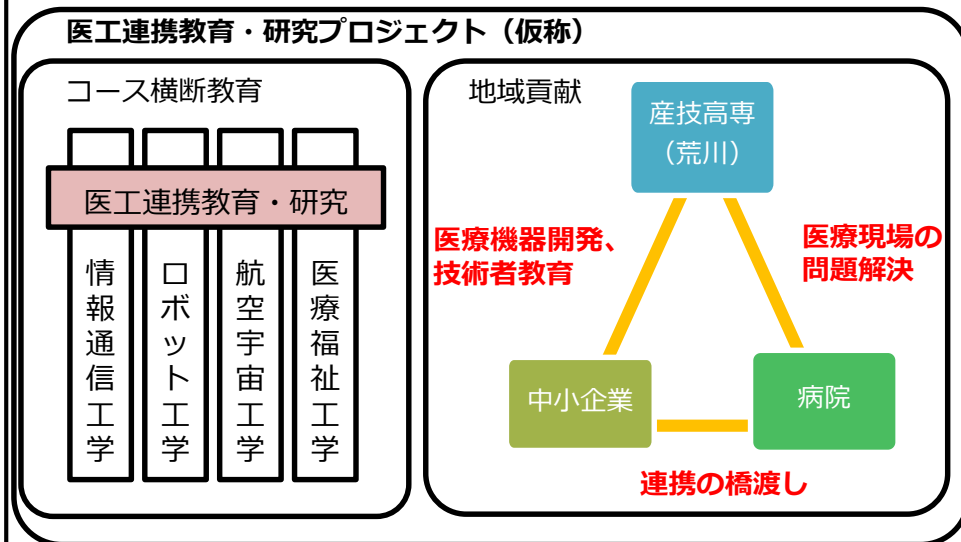 医工連携教育・研究プロジェクト（仮称）
コース横断教育
医工連携教育・研究
情報通信工学
ロボット工学
航空宇宙工学
医療福祉工学
地域貢献
産技高専
（荒川）
医療機器開発、
技術者教育
医療現場の
問題解決
中小企業
病院
連携の橋渡し